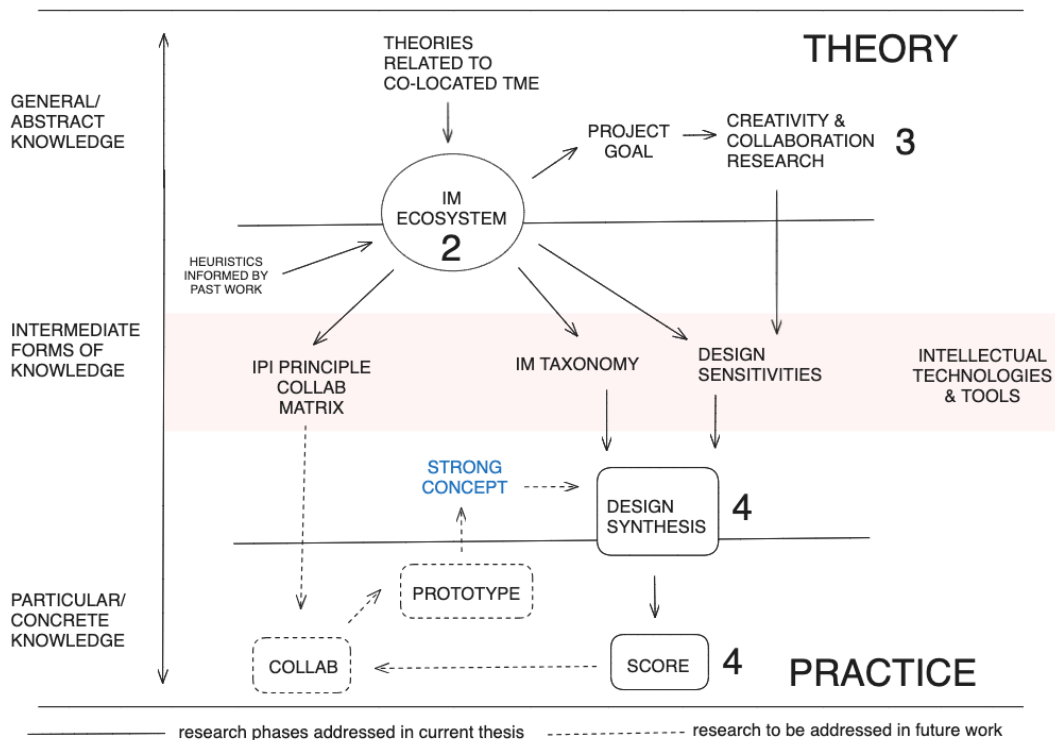 THEORY
THEORIES
RELATED TO
CO-LOCATED TME
GENERAL/
ABSTRACT
KNOWLEDGE
PROJECT
GOAL
CREATIVITY &
COLLABORATION
RESEARCH
3
IM
ECOSYSTEM
2
HEURISTICS
INFORMED BY
PAST WORK
INTERMEDIATE
FORMS OF
KNOWLEDGE
IPI PRINCIPLE
COLLAB
MATRIX
IM TAXONOMY
DESIGN
SENSITIVITIES
INTELLECTUAL
TECHNOLOGIES
& TOOLS
STRONG
CONCEPT
DESIGN
SYNTHESIS
4
PARTICULAR/
CONCRETE
KNOWLEDGE
PROTOTYPE
COLLAB
SCORE
4
PRACTICE
research phases addressed in current thesis
research to be addressed in future work